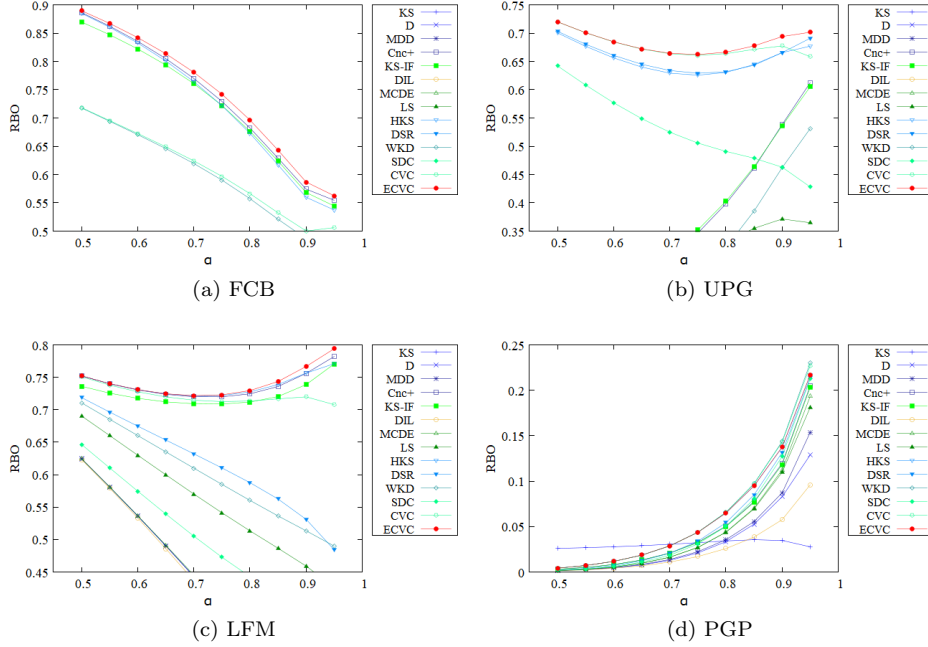 0.9
0.85
0.8
0.75
0.7
0.65
0.6
0.55
0.5
RBO
0.5 0.6 0.7 0.8 0.9 1
α
KS
D
MDD
Cnc+
KS-IF
DIL
MCDE
LS
HKS
DSR
WKD
SDC
CVC
ECVC
(a) FCB
0.75
0.7
0.65
0.6
0.55
0.5
0.45
0.4
0.35
RBO
0.5 0.6 0.7 0.8 0.9 1
α
KS
D
MDD
Cnc+
KS-IF
DIL
MCDE
LS
HKS
DSR
WKD
SDC
CVC
ECVC
(b) UPG
0.8
0.75
0.7
0.65
0.6
0.55
0.5
0.45
RBO
0.5 0.6 0.7 0.8 0.9 1
α
KS
D
MDD
Cnc+
KS-IF
DIL
MCDE
LS
HKS
DSR
WKD
SDC
CVC
ECVC
(c) LFM
0.25
0.2
0.15
0.1
0.05
0
RBO
0.5 0.6 0.7 0.8 0.9 1
α
KS
D
MDD
Cnc+
KS-IF
DIL
MCDE
LS
HKS
DSR
WKD
SDC
CVC
ECVC
(d) PGP